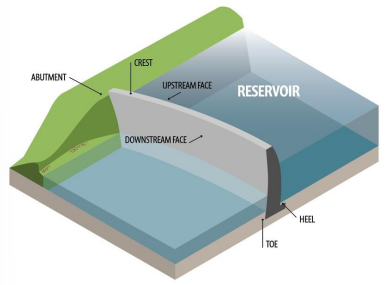 CREST
ABUTMENT
UPSTREAM FACE
RESERVOIR
DOWNSTREAM FACE
HEEL
TOE